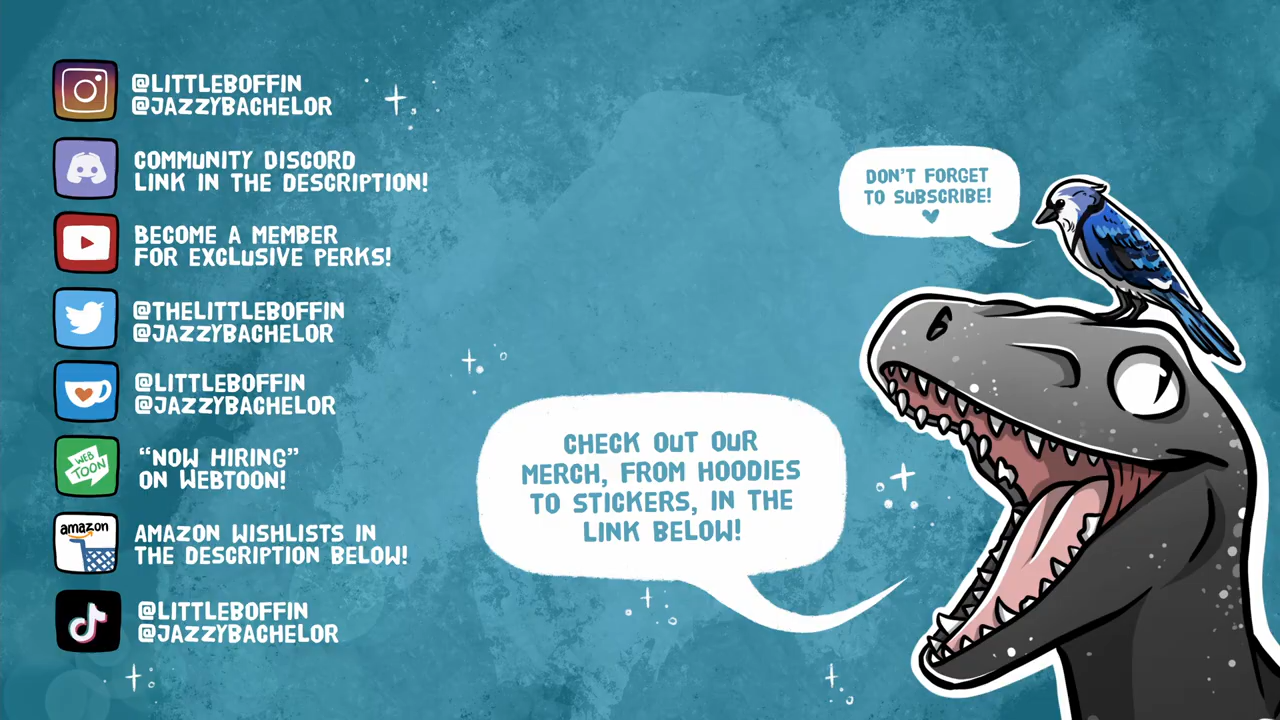 @LITTLEBOFFIN
@JAZZYBACHELOR
COMMUNITY DISCORD
LINK IN THE DESCRIPTION!
BECOME A MEMBER
FOR EXCLUSIVE PERKS!
@THELITTLEBOFFIN
@JAZZYBACHELOR
@LITTLEBOFFIN
@JAZZYBACHELOR
WEB
TOON
“NOW HIRING”
ON WEBTOON!
amazon
AMAZON WISHLISTS IN
THE DESCRIPTION BELOW!
@LITTLEBOFFIN
@JAZZYBACHELOR
DON'T FORGET
TO SUBSCRIBE!
CHECK OUT OUR
MERCH, FROM HOODIES
TO STICKERS, IN THE
LINK BELOW!